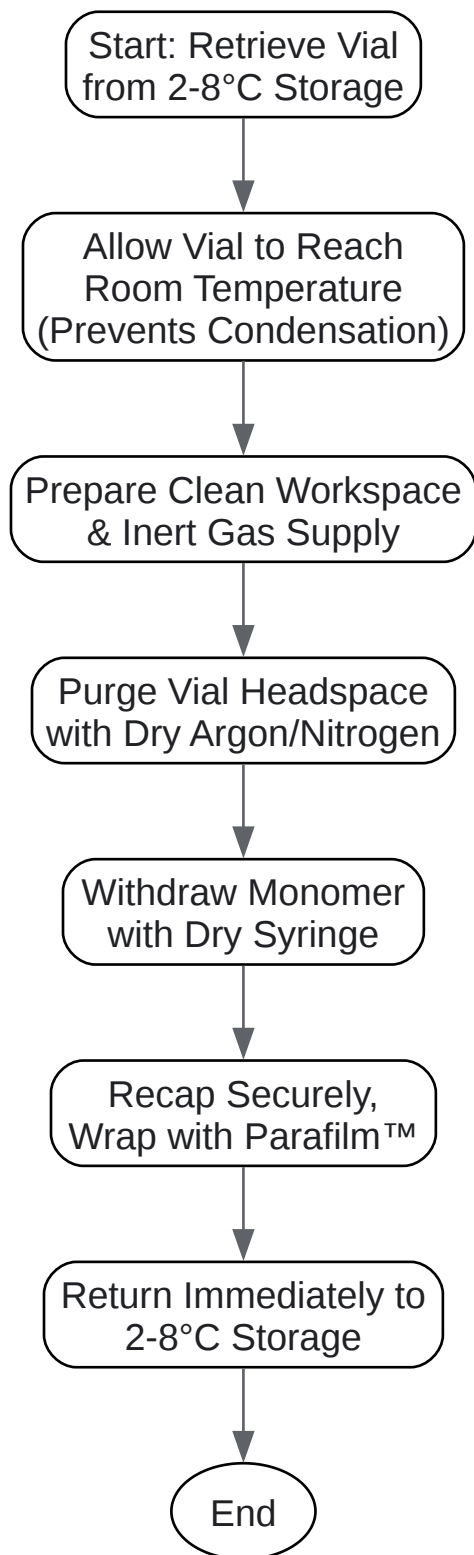 Start: Retrieve Vial
from 2-8°C Storage
Allow Vial to Reach
Room Temperature
(Prevents Condensation)
Prepare Clean Workspace
& Inert Gas Supply
Purge Vial Headspace
with Dry Argon/Nitrogen
Withdraw Monomer
with Dry Syringe
Recap Securely,
Wrap with Parafilm™
Return Immediately to
2-8°C Storage
End